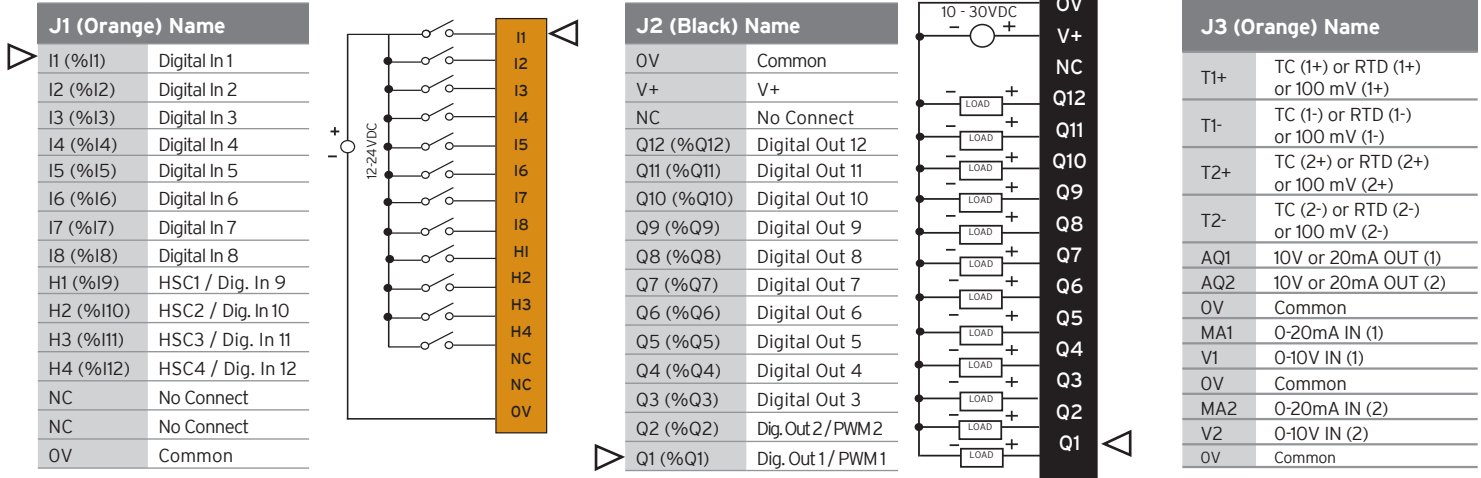 J1 (Orange) Name
I1 (%I1) Digital In 1
I2 (%I2) Digital In 2
I3 (%I3) Digital In 3
I4 (%I4) Digital In 4
I5 (%I5) Digital In 5
I6 (%I6) Digital In 6
I7 (%I7) Digital In 7
I8 (%I8) Digital In 8
H1 (%I9) HSC1 / Dig. In 9
H2 (%I10) HSC2 / Dig. In 10
H3 (%I11) HSC3 / Dig. In 11
H4 (%I12) HSC4 / Dig. In 12
NC No Connect
NC No Connect
0V Common
+
12-24VDC
–
I1
I2
I3
I4
I5
I6
I7
I8
HI
H2
H3
H4
NC
NC
0V
J2 (Black) Name
0V Common
V+ V+
NC No Connect
Q12 (%Q12) Digital Out 12
Q11 (%Q11) Digital Out 11
Q10 (%Q10) Digital Out 10
Q9 (%Q9) Digital Out 9
Q8 (%Q8) Digital Out 8
Q7 (%Q7) Digital Out 7
Q6 (%Q6) Digital Out 6
Q5 (%Q5) Digital Out 5
Q4 (%Q4) Digital Out 4
Q3 (%Q3) Digital Out 3
Q2 (%Q2) Dig. Out 2 / PWM 2
Q1 (%Q1) Dig. Out 1 / PWM 1
10 - 30VDC 0V
– + V+
NC
– LOAD + Q12
– LOAD + Q11
– LOAD + Q10
– LOAD + Q9
– LOAD + Q8
– LOAD + Q7
– LOAD + Q6
– LOAD + Q5
– LOAD + Q4
– LOAD + Q3
– LOAD + Q2
– LOAD + Q1
J3 (Orange) Name
T1+ TC (1+) or RTD (1+)
or 100 mV (1+)
T1- TC (1-) or RTD (1-)
or 100 mV (1-)
T2+ TC (2+) or RTD (2+)
or 100 mV (2+)
T2- TC (2-) or RTD (2-)
or 100 mV (2-)
AQ1 10V or 20mA OUT (1)
AQ2 10V or 20mA OUT (2)
0V Common
MA1 0-20mA IN (1)
V1 0-10V IN (1)
0V Common
MA2 0-20mA IN (2)
V2 0-10V IN (2)
0V Common